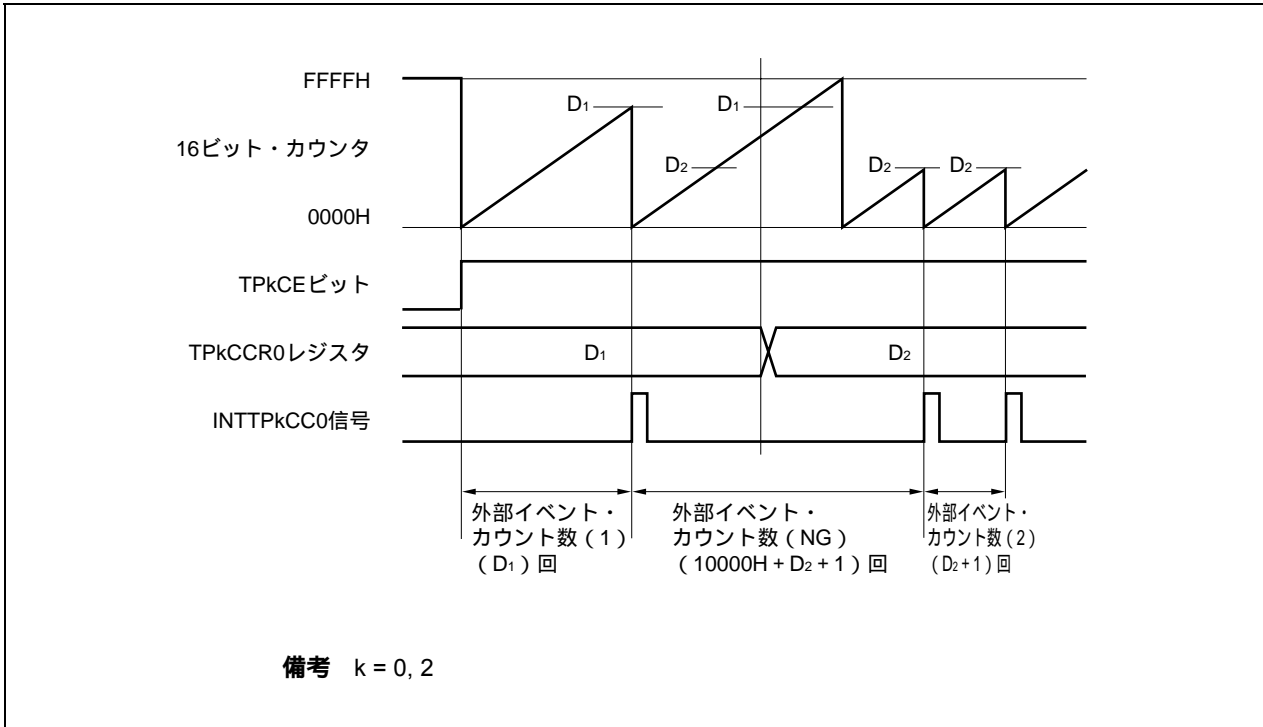 FFFFH
D1
D1
16ビット・カウンタ
D2
D2
D2
0000H
TPkCEビット
TPkCCR0レジスタ
D1
D2
INTTPkCC0信号
外部イベント・
カウント数（1）
（D1）回
外部イベント・
カウント数（NG）
（10000H + D2 + 1）回
外部イベント・
カウント数（2）
（D2 + 1）回
備考 k = 0, 2